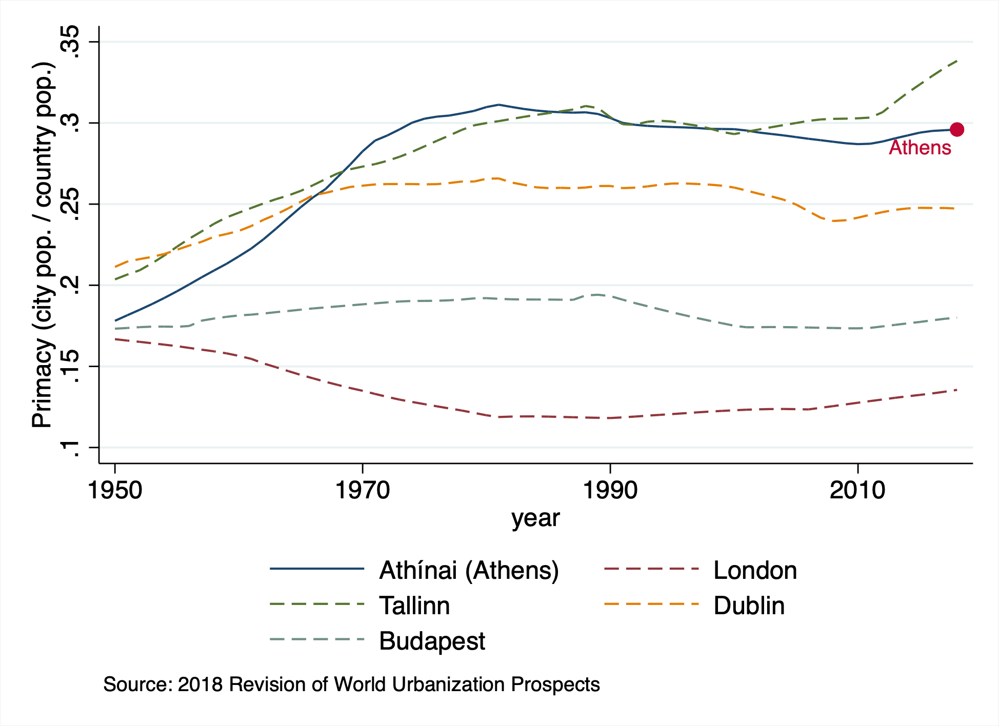 Primacy (city pop. / country pop.)
.35
.3
.25
.2
.15
.1
Athens
1950 1970 1990 2010
year
Athínai (Athens) London
Tallinn Dublin
Budapest
Source: 2018 Revision of World Urbanization Prospects